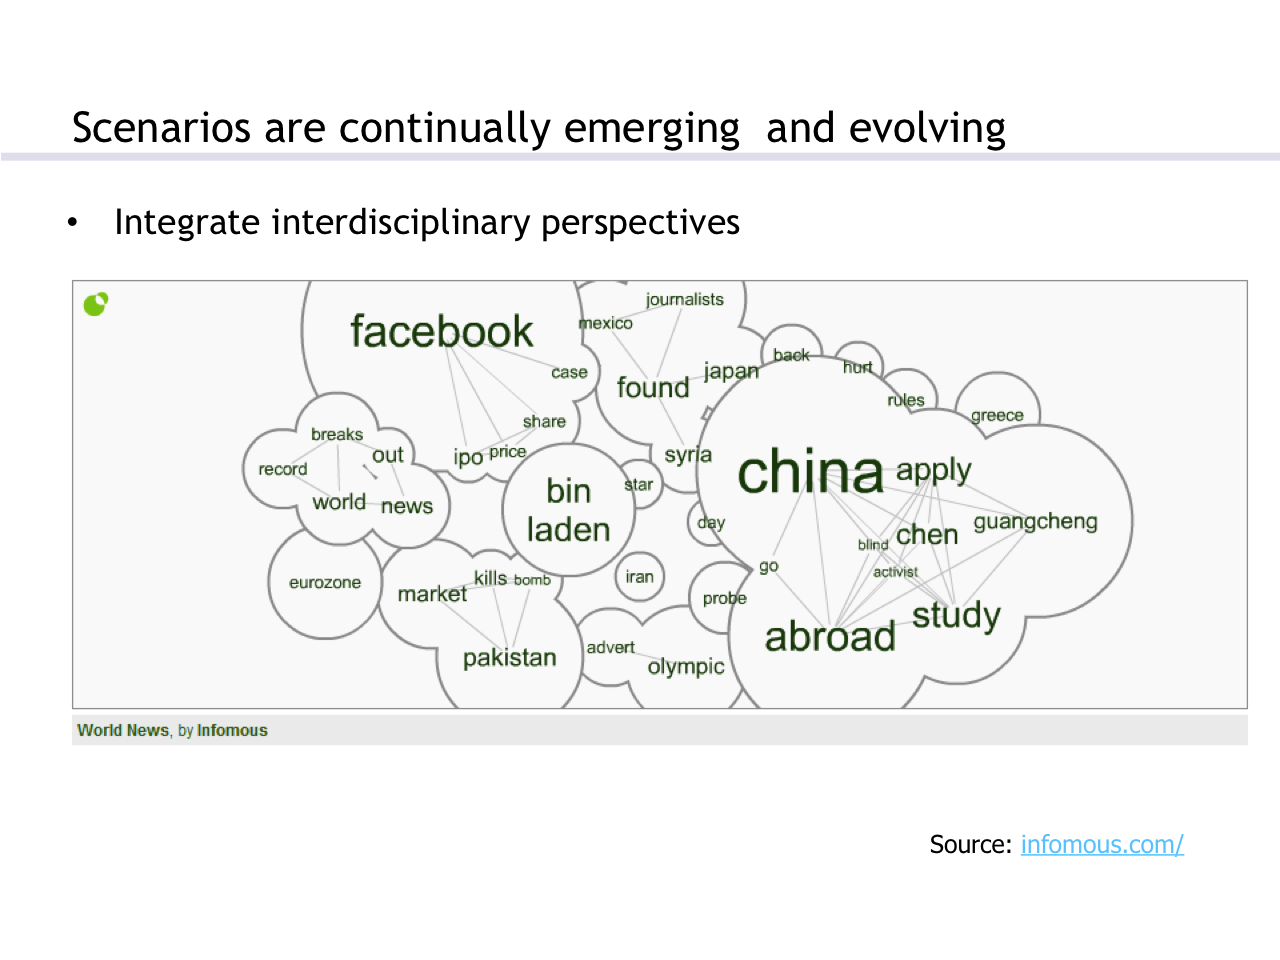 Scenarios are continually emerging  and evolving
• Integrate interdisciplinary perspectives
journalists
facebook
mexico
back
case
japan
hurt
found
rules
greece
share
breaks
out
ipo
price
syria
record
china
apply
star
bin
laden
world
news
day
guangcheng
chen
blind
go
activist
eurozone
kills
bomb
iran
market
probe
study
abroad
advert
pakistan
olympic
World News, by Infomous
Source: infomous.com/